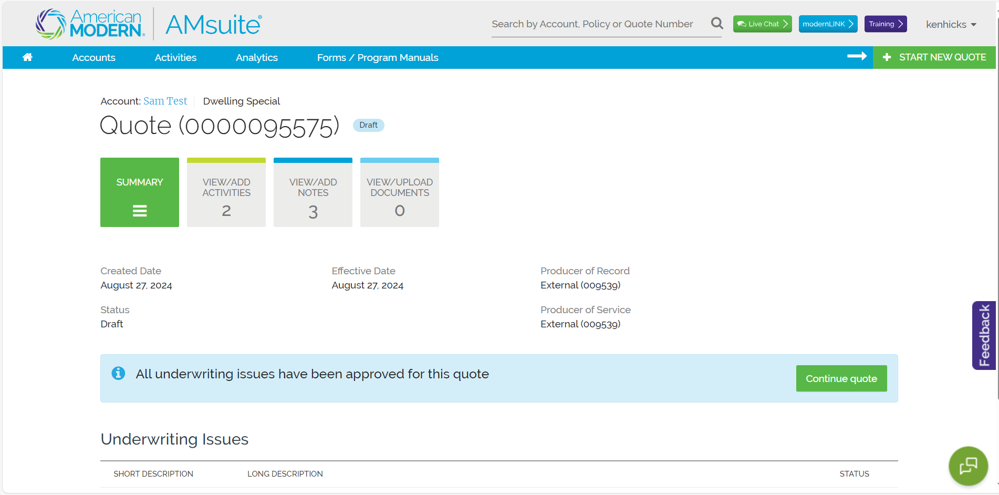 American
MODERN®
AMsuite®
Search by Account, Policy or Quote Number
Live Chat
modernLINK
Training
kenhicks
Accounts
Activities
Analytics
Forms / Program Manuals
START NEW QUOTE
Account: Sam Test
Dwelling Special
Quote (0000095575)
Draft
SUMMARY
VIEW/ADD
ACTIVITIES
2
VIEW/ADD
NOTES
3
VIEW/UPLOAD
DOCUMENTS
0
Created Date
August 27, 2024
Effective Date
August 27, 2024
Producer of Record
External (009539)
Status
Draft
Producer of Service
External (009539)
Feedback
All underwriting issues have been approved for this quote
Continue quote
Underwriting Issues
SHORT DESCRIPTION
LONG DESCRIPTION
STATUS